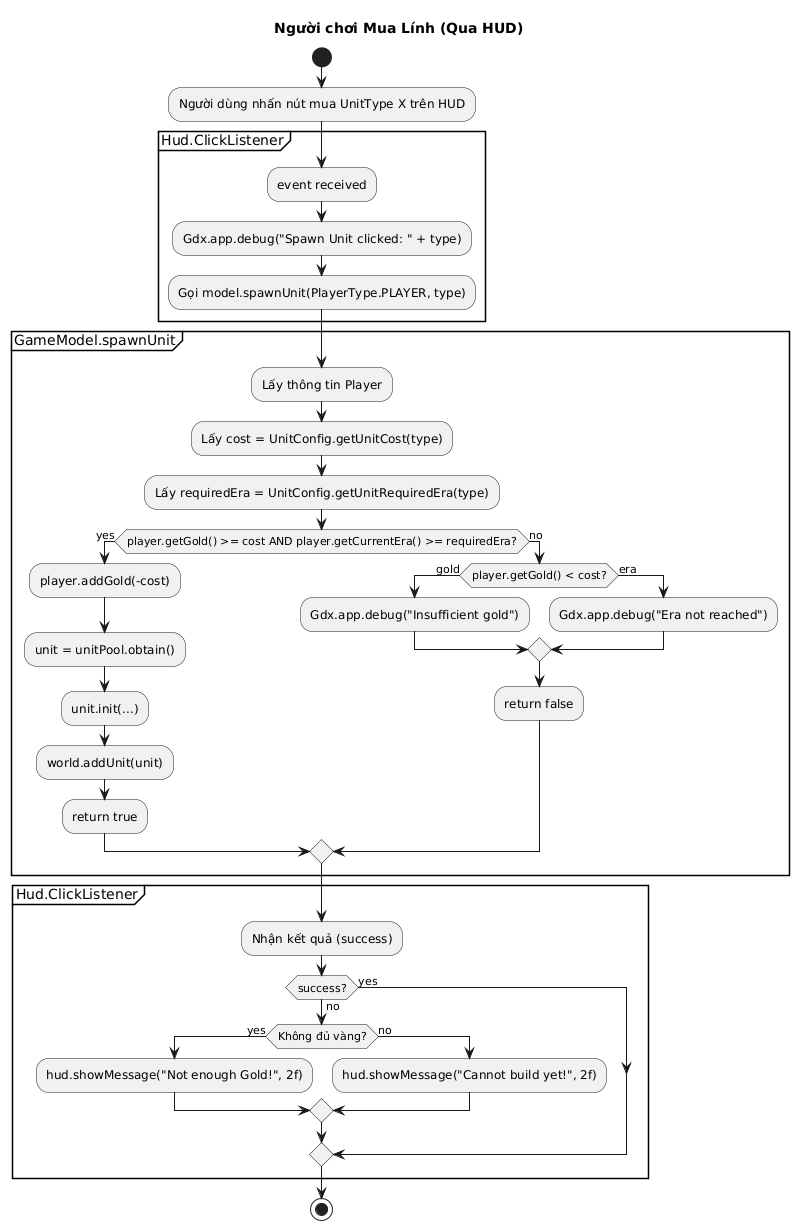 Người chơi Mua Lính (Qua HUD)
Người dùng nhấn nút mua UnitType X trên HUD
Hud.ClickListener
event received
Gdx.app.debug("Spawn Unit clicked: " + type)
Gọi model.spawnUnit(PlayerType.PLAYER, type)
GameModel.spawnUnit
Lấy thông tin Player
Lấy cost = UnitConfig.getUnitCost(type)
Lấy requiredEra = UnitConfig.getUnitRequiredEra(type)
yes
player.getGold() >= cost AND player.getCurrentEra() >= requiredEra?
no
player.addGold(-cost)
unit = unitPool.obtain()
unit.init(...)
world.addUnit(unit)
return true
gold
player.getGold() < cost?
era
Gdx.app.debug("Insufficient gold")
Gdx.app.debug("Era not reached")
return false
Hud.ClickListener
Nhận kết quả (success)
success?
yes
no
yes
Không đủ vàng?
no
hud.showMessage("Not enough Gold!", 2f)
hud.showMessage("Cannot build yet!", 2f)